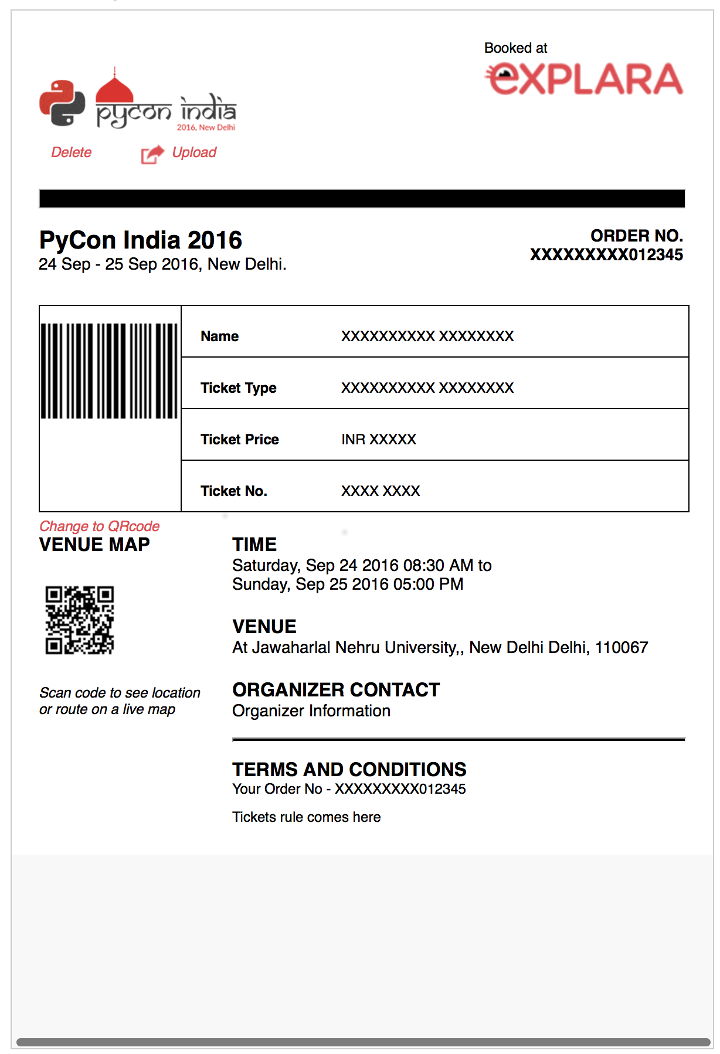 Booked at
eXPLARA
pycon india
2016, New Delhi
Delete
Upload
PyCon India 2016
24 Sep - 25 Sep 2016, New Delhi.
ORDER NO.
XXXXXXXXX012345
Name XXXXXXXXXX XXXXXXXX
Ticket Type XXXXXXXXXX XXXXXXXX
Ticket Price INR XXXXX
Ticket No. XXXX XXXX
Change to QRcode
VENUE MAP
Scan code to see location
or route on a live map
TIME
Saturday, Sep 24 2016 08:30 AM to
Sunday, Sep 25 2016 05:00 PM
VENUE
At Jawaharlal Nehru University,, New Delhi Delhi, 110067
ORGANIZER CONTACT
Organizer Information
TERMS AND CONDITIONS
Your Order No - XXXXXXXXX012345
Tickets rule comes here